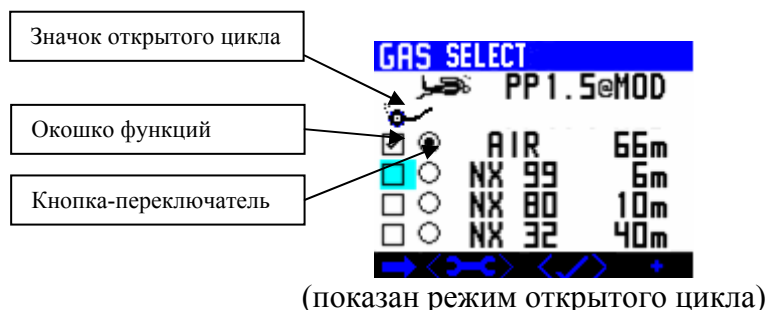 Значок открытого цикла
Окошко функций
Кнопка-переключатель
GAS SELECT
PP1.5@MOD
AIR 66m
NX 99 6m
NX 80 10m
NX 32 40m
(показан режим открытого цикла)